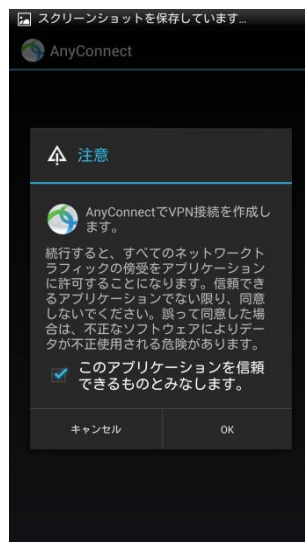 スクリーンショットを保存しています...
AnyConnect
注意
AnyConnectでVPN接続を作成し
ます。
続行すると、すべてのネットワークト
ラフィックの傍受をアプリケーション
に許可することになります。信頼でき
るアプリケーションでない限り、同意
しないでください。誤って同意した場
合は、不正なソフトウェアによりデー
タが不正使用される危険があります。
このアプリケーションを信頼
できるものとみなします。
キャンセル
OK